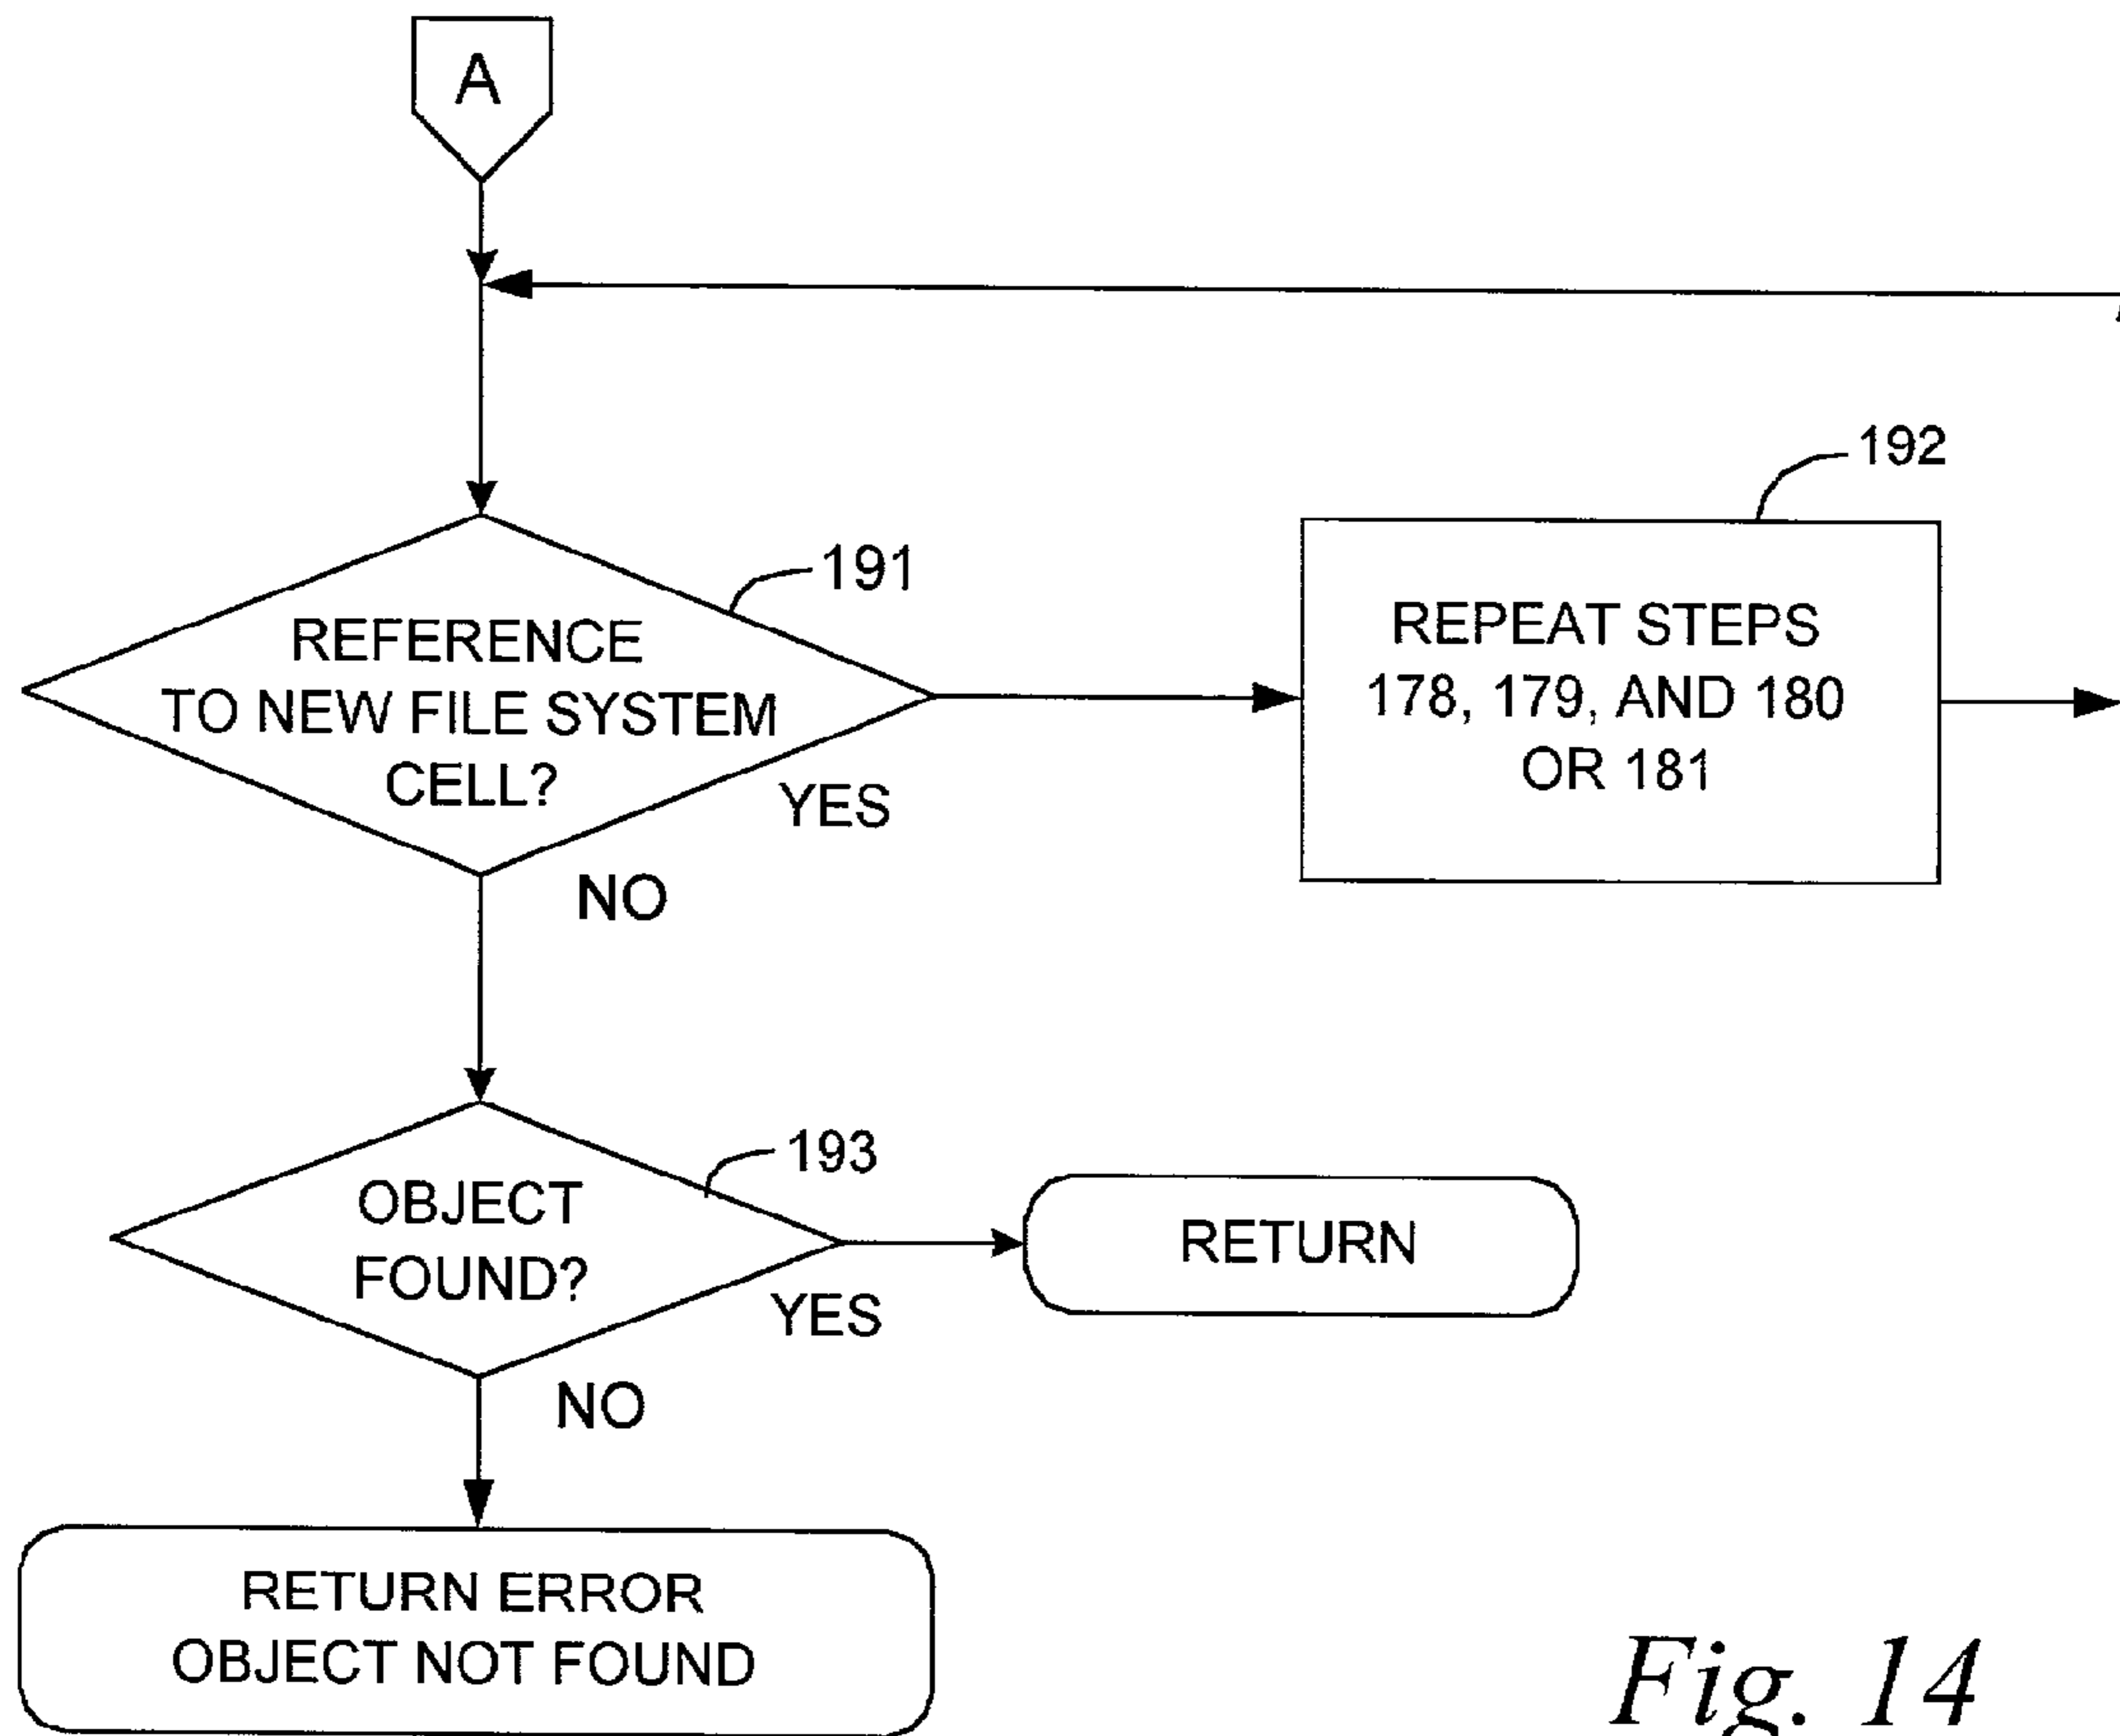 A
192
191
REFERENCE
TO NEW FILE SYSTEM
CELL?
YES
NO
REPEAT STEPS
178, 179, AND 180
OR 181
193
OBJECT
FOUND?
YES
NO
RETURN
RETURN ERROR
OBJECT NOT FOUND
Fig. 14